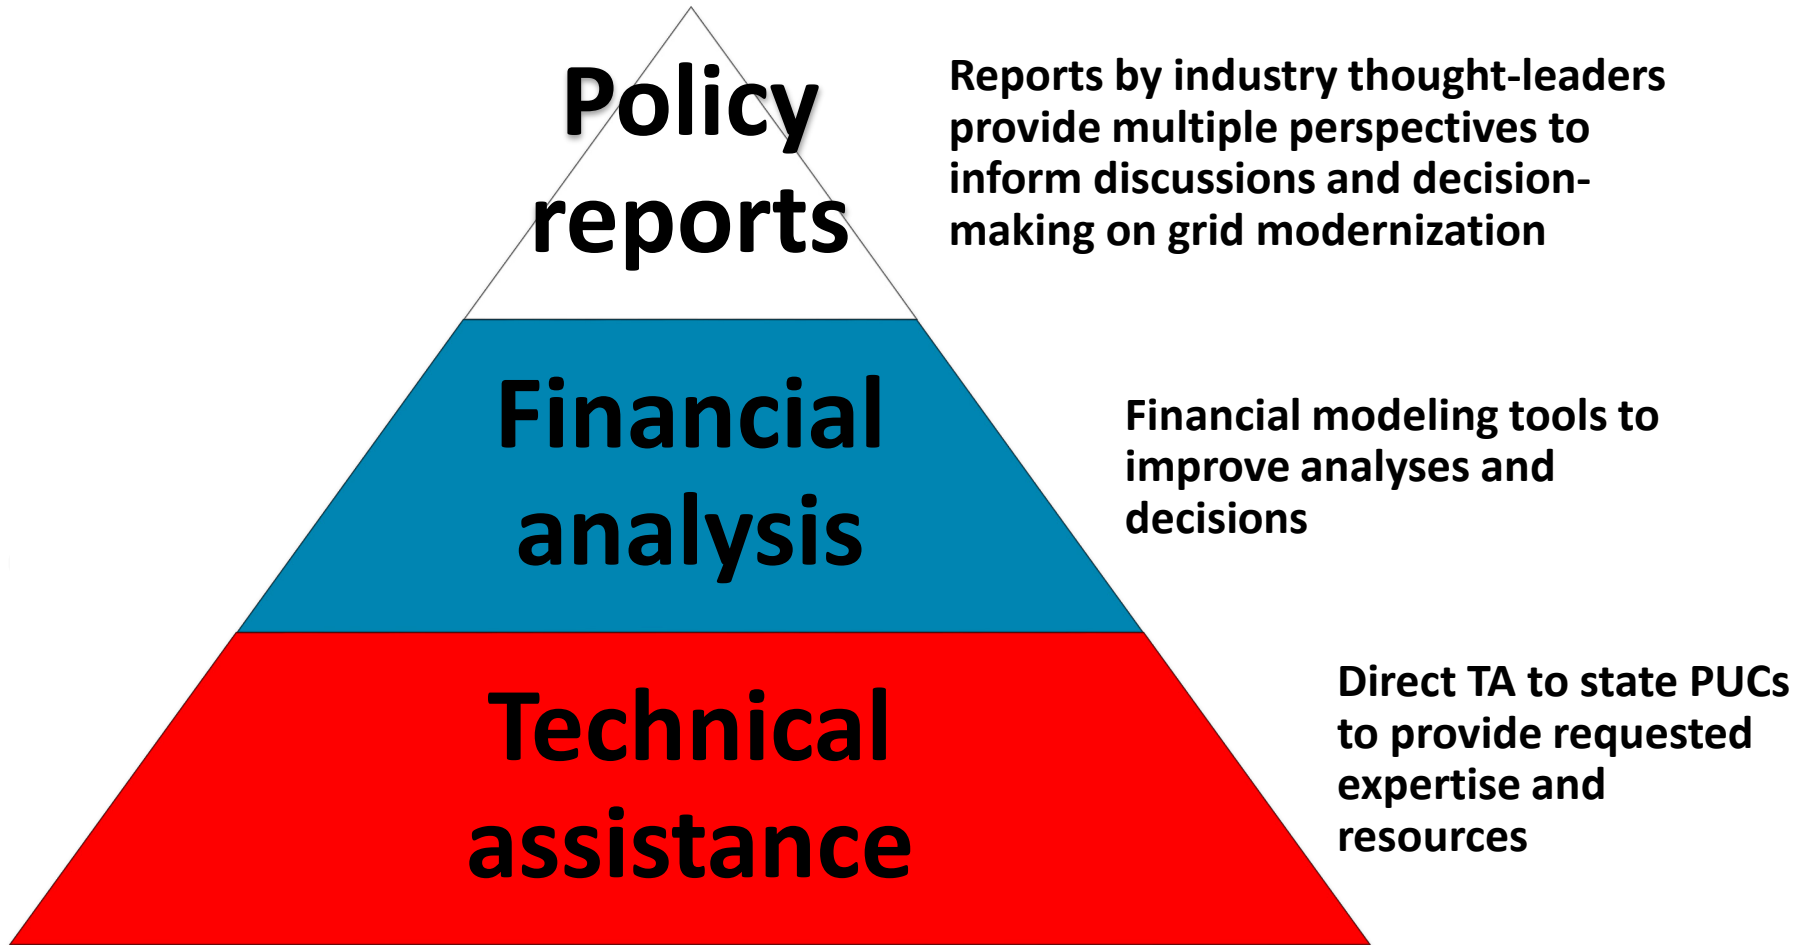 Policy
reports
Reports by industry thought-leaders
provide multiple perspectives to
inform discussions and decision-
making on grid modernization
Financial
analysis
Financial modeling tools to
improve analyses and
decisions
Technical
assistance
Direct TA to state PUCs
to provide requested
expertise and
resources